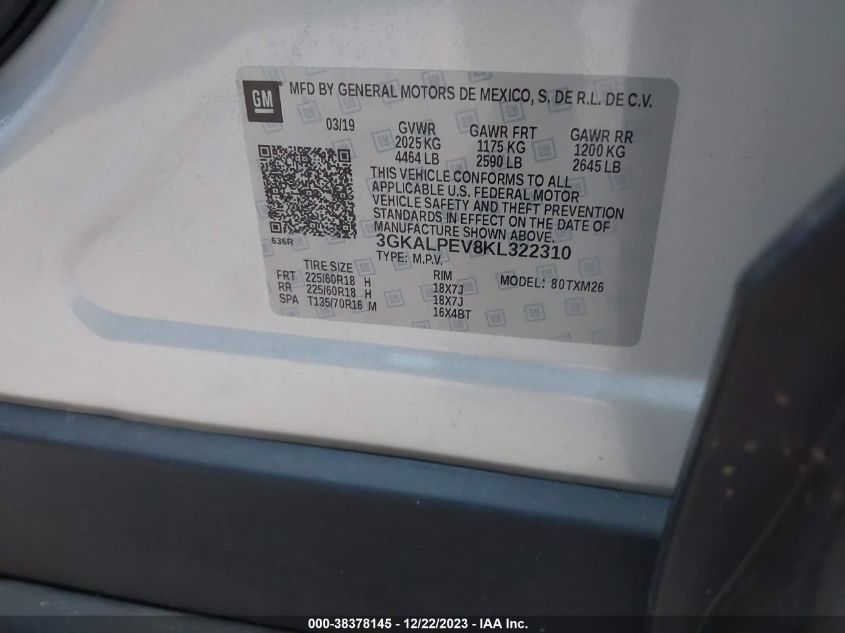 GM
MFD BY GENERAL MOTORS DE MEXICO, S. DE R.L. DE C.V.
03/19 GVWR GAWR FRT GAWR RR
2025 KG 1175 KG 1200 KG
4464 LB 2590 LB 2645 LB
THIS VEHICLE CONFORMS TO ALL
APPLICABLE U.S. FEDERAL MOTOR
VEHICLE SAFETY AND THEFT PREVENTION
STANDARDS IN EFFECT ON THE DATE OF
MANUFACTURE SHOWN ABOVE.
636R
3GKALPEV8KL322310
TYPE: M.P.V.
TIRE SIZE RIM MODEL: 80TXM26
FRT 225/60R18 H 18X7J
RR 225/60R18 H 18X7J
SPA T135/70R16 M 16X4BT
000-38378145 - 12/22/2023 - IAA Inc.